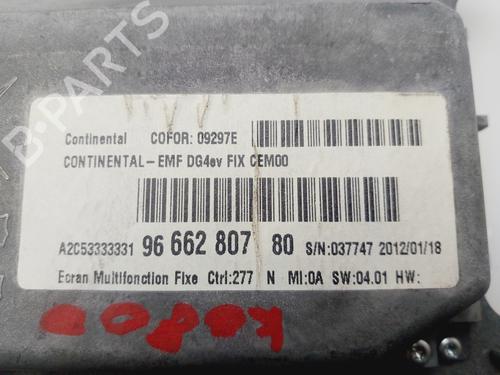 B-PARTS
Continental COFOR: 09297E
CONTINENTAL-EMF DG4ev FIX CEM00
A2C53333331 96 662 807 80 S/N:037747 2012/01/18
Ecran Multifonction Fixe Ctrl:277 N MI:0A SW:04.01 HW: